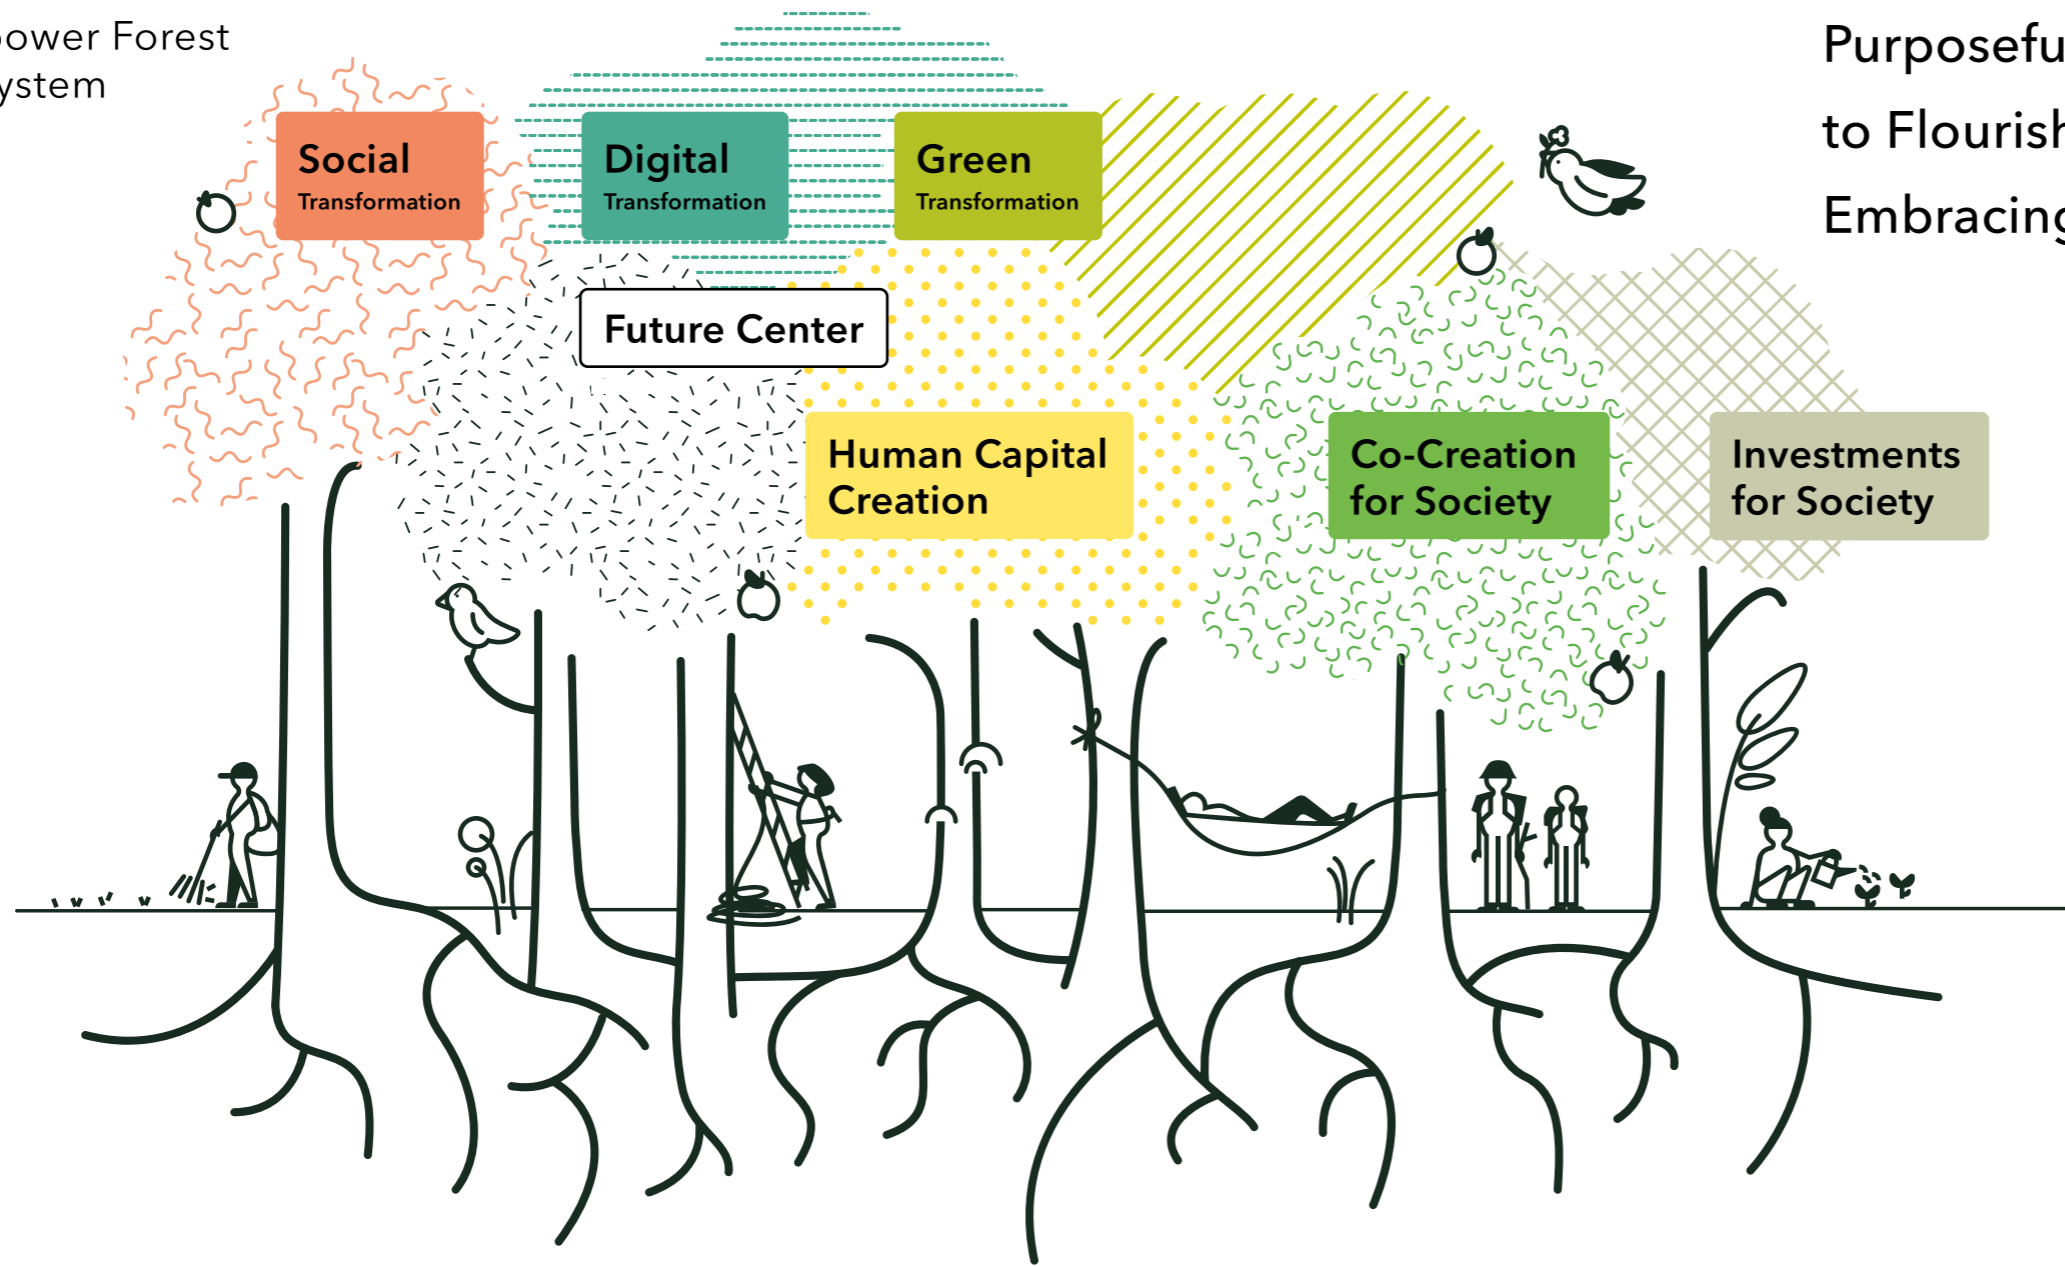 ower Forest
ystem
Purposefu
to Flourish
Embracing
Social
Transformation
Digital
Transformation
Green
Transformation
Future Center
Human Capital
Creation
Co-Creation
for Society
Investments
for Society